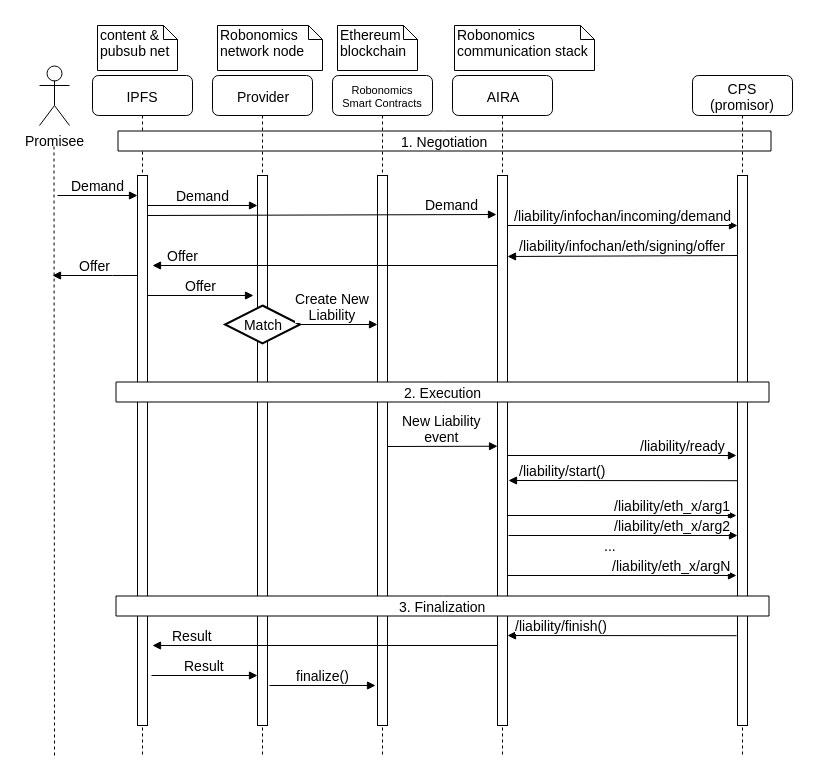 content &
pubsub net
Robonomics
network node
Ethereum
blockchain
Robonomics
communication stack
IPFS
Provider
Robonomics
Smart Contracts
AIRA
CPS
(promisor)
Promisee
1. Negotiation
Demand
Demand
Demand
/liability/infochan/incoming/demand
/liability/infochan/eth/signing/offer
Offer
Offer
Offer
Create New
Liability
Match
2. Execution
New Liability
event
/liability/ready
/liability/start()
/liability/eth_x/arg1
/liability/eth_x/arg2
...
/liability/eth_x/argN
3. Finalization
/liability/finish()
Result
Result
finalize()